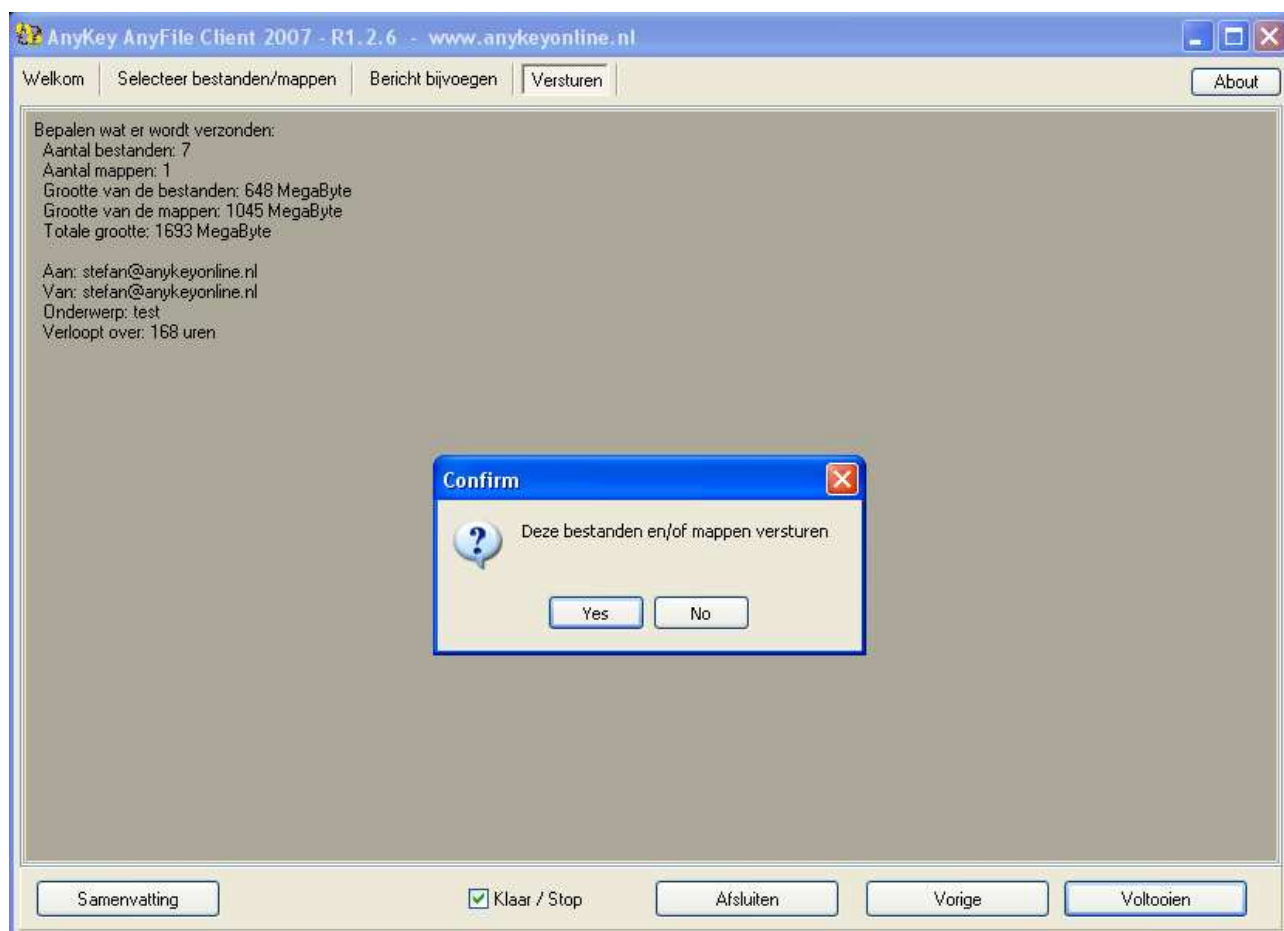 AnyKey AnyFile Client 2007 - R1.2.6 - www.anykeyonline.nl
Welkom Selecteer bestanden/mappen Bericht bijvoegen Versturen About
Bepalen wat er wordt verzonden:
Aantal bestanden: 7
Aantal mappen: 1
Grootte van de bestanden: 648 MegaByte
Grootte van de mappen: 1045 MegaByte
Totale grootte: 1693 MegaByte
Aan: stefan@anykeyonline.nl
Van: stefan@anykeyonline.nl
Onderwerp: test
Verloopt over: 168 uren
Confirm
Deze bestanden en/of mappen versturen
Yes No
Samenvatting Klaar / Stop Afsluiten Vorige Voltooien